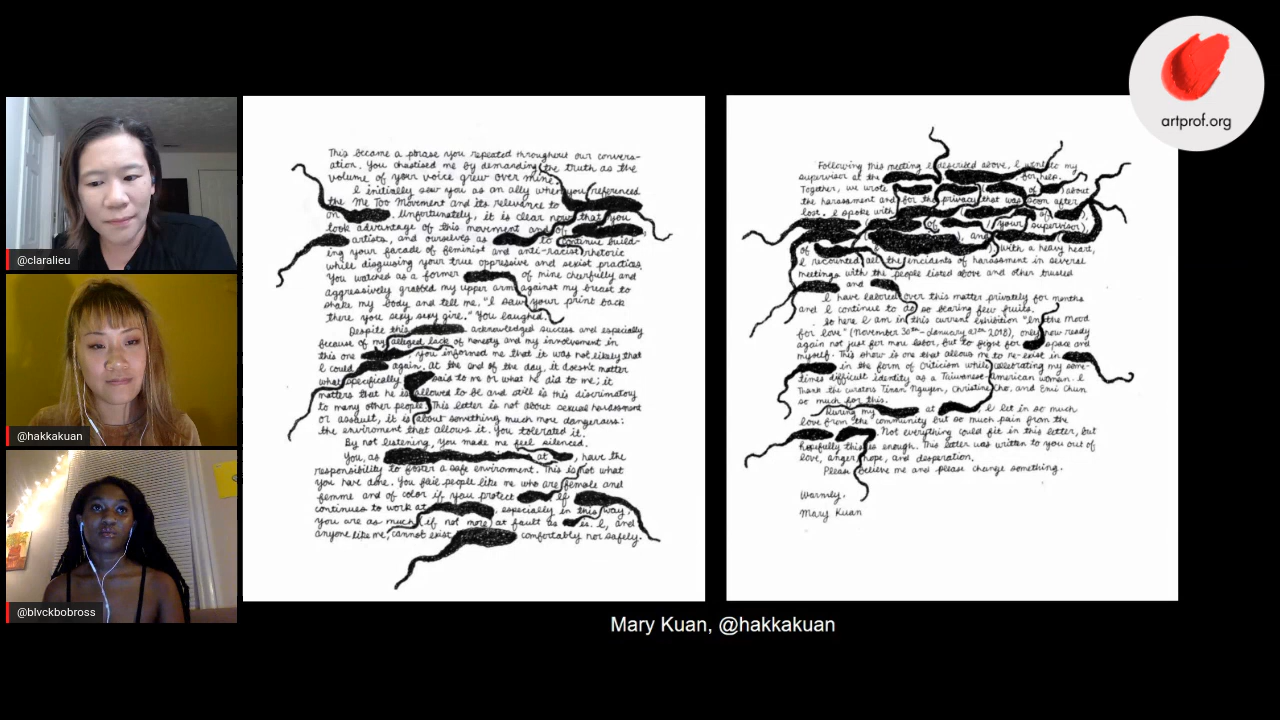 artprof.org
@claralieu
@hakkakuan
@blvckbobross
This became a phrase you repeated throughout our convers-
ation. You chastised me by demanding the truth as the
volume of your voice grew over mine.
I initially saw you as an ally when you referenced
the Me Too Movement and its relevance to
on . Unfortunately, it is clear now that you
took advantage of this movement and of
artists, and ourselves as to continue build-
ing your facade of feminist and anti-racist rhetoric
while disguising your true oppressive and sexist practices.
You watched as a former of mine cheerfully and
aggressively grabbed my upper arm against my breast to
shake my body and tell me, "I saw your print back
there you sexy sexy girl." You laughed.
Despite this acknowledged success and especially
because of my alleged lack of honesty and my involvement in
this one , you informed me that it was not likely that
I could again. At the end of the day, it doesn't matter
what specifically said to me or what he did to me; it
matters that he is allowed to be and still is this discrimatory
to many other people. This letter is not about sexual harassment
or assault, it is about something much more dangerous:
the enviroment that allows it. You tolerated it.
By not listening, you made me feel silenced.
You, as at , have the
responsibility to foster a safe environment. This is not what
you have done. You fail people like me who are female and
femme and of color if you protect , if
continues to work at , especially in this way.
You are as much (if not more) at fault as is. I, and
anyone like me, cannot exist comfortably nor safely.
Following this meeting I described above, I went to my
supervisor at the for help.
Together, we wrote of ) about
the harassment and for the privacy that was soon after
lost. I spoke with of ),
( of (your supervisor),
of ( ), and ) with a heavy heart,
I recounted all the encidents of harassment in several
meetings with the people listed above and other trusted
and .
I have labored over this matter privately for months
and I continue to do so bearing few fruits.
So here I am in this current exhibition "In the Mood
for Love" (November 30th - January 27th 2018), only now ready
again not just for more labor, but to fight for space and
myself. This show is one that allows me to re-exist in
in the form of Criticism while celebrating my some-
times difficult identity as a Taiwanese-American woman. I
thank the curators Tinan Nguyen, Christine Cho, and Emi Chun
so much for this.
During my at , I let in so much
love from the community but so much pain from the
. Not everything could fit in this letter, but
hopefully this is enough. This letter was written to you out of
love, anger, hope, and desperation.
Please believe me and please change something.
Warmly,
Mary Kuan
Mary Kuan, @hakkakuan